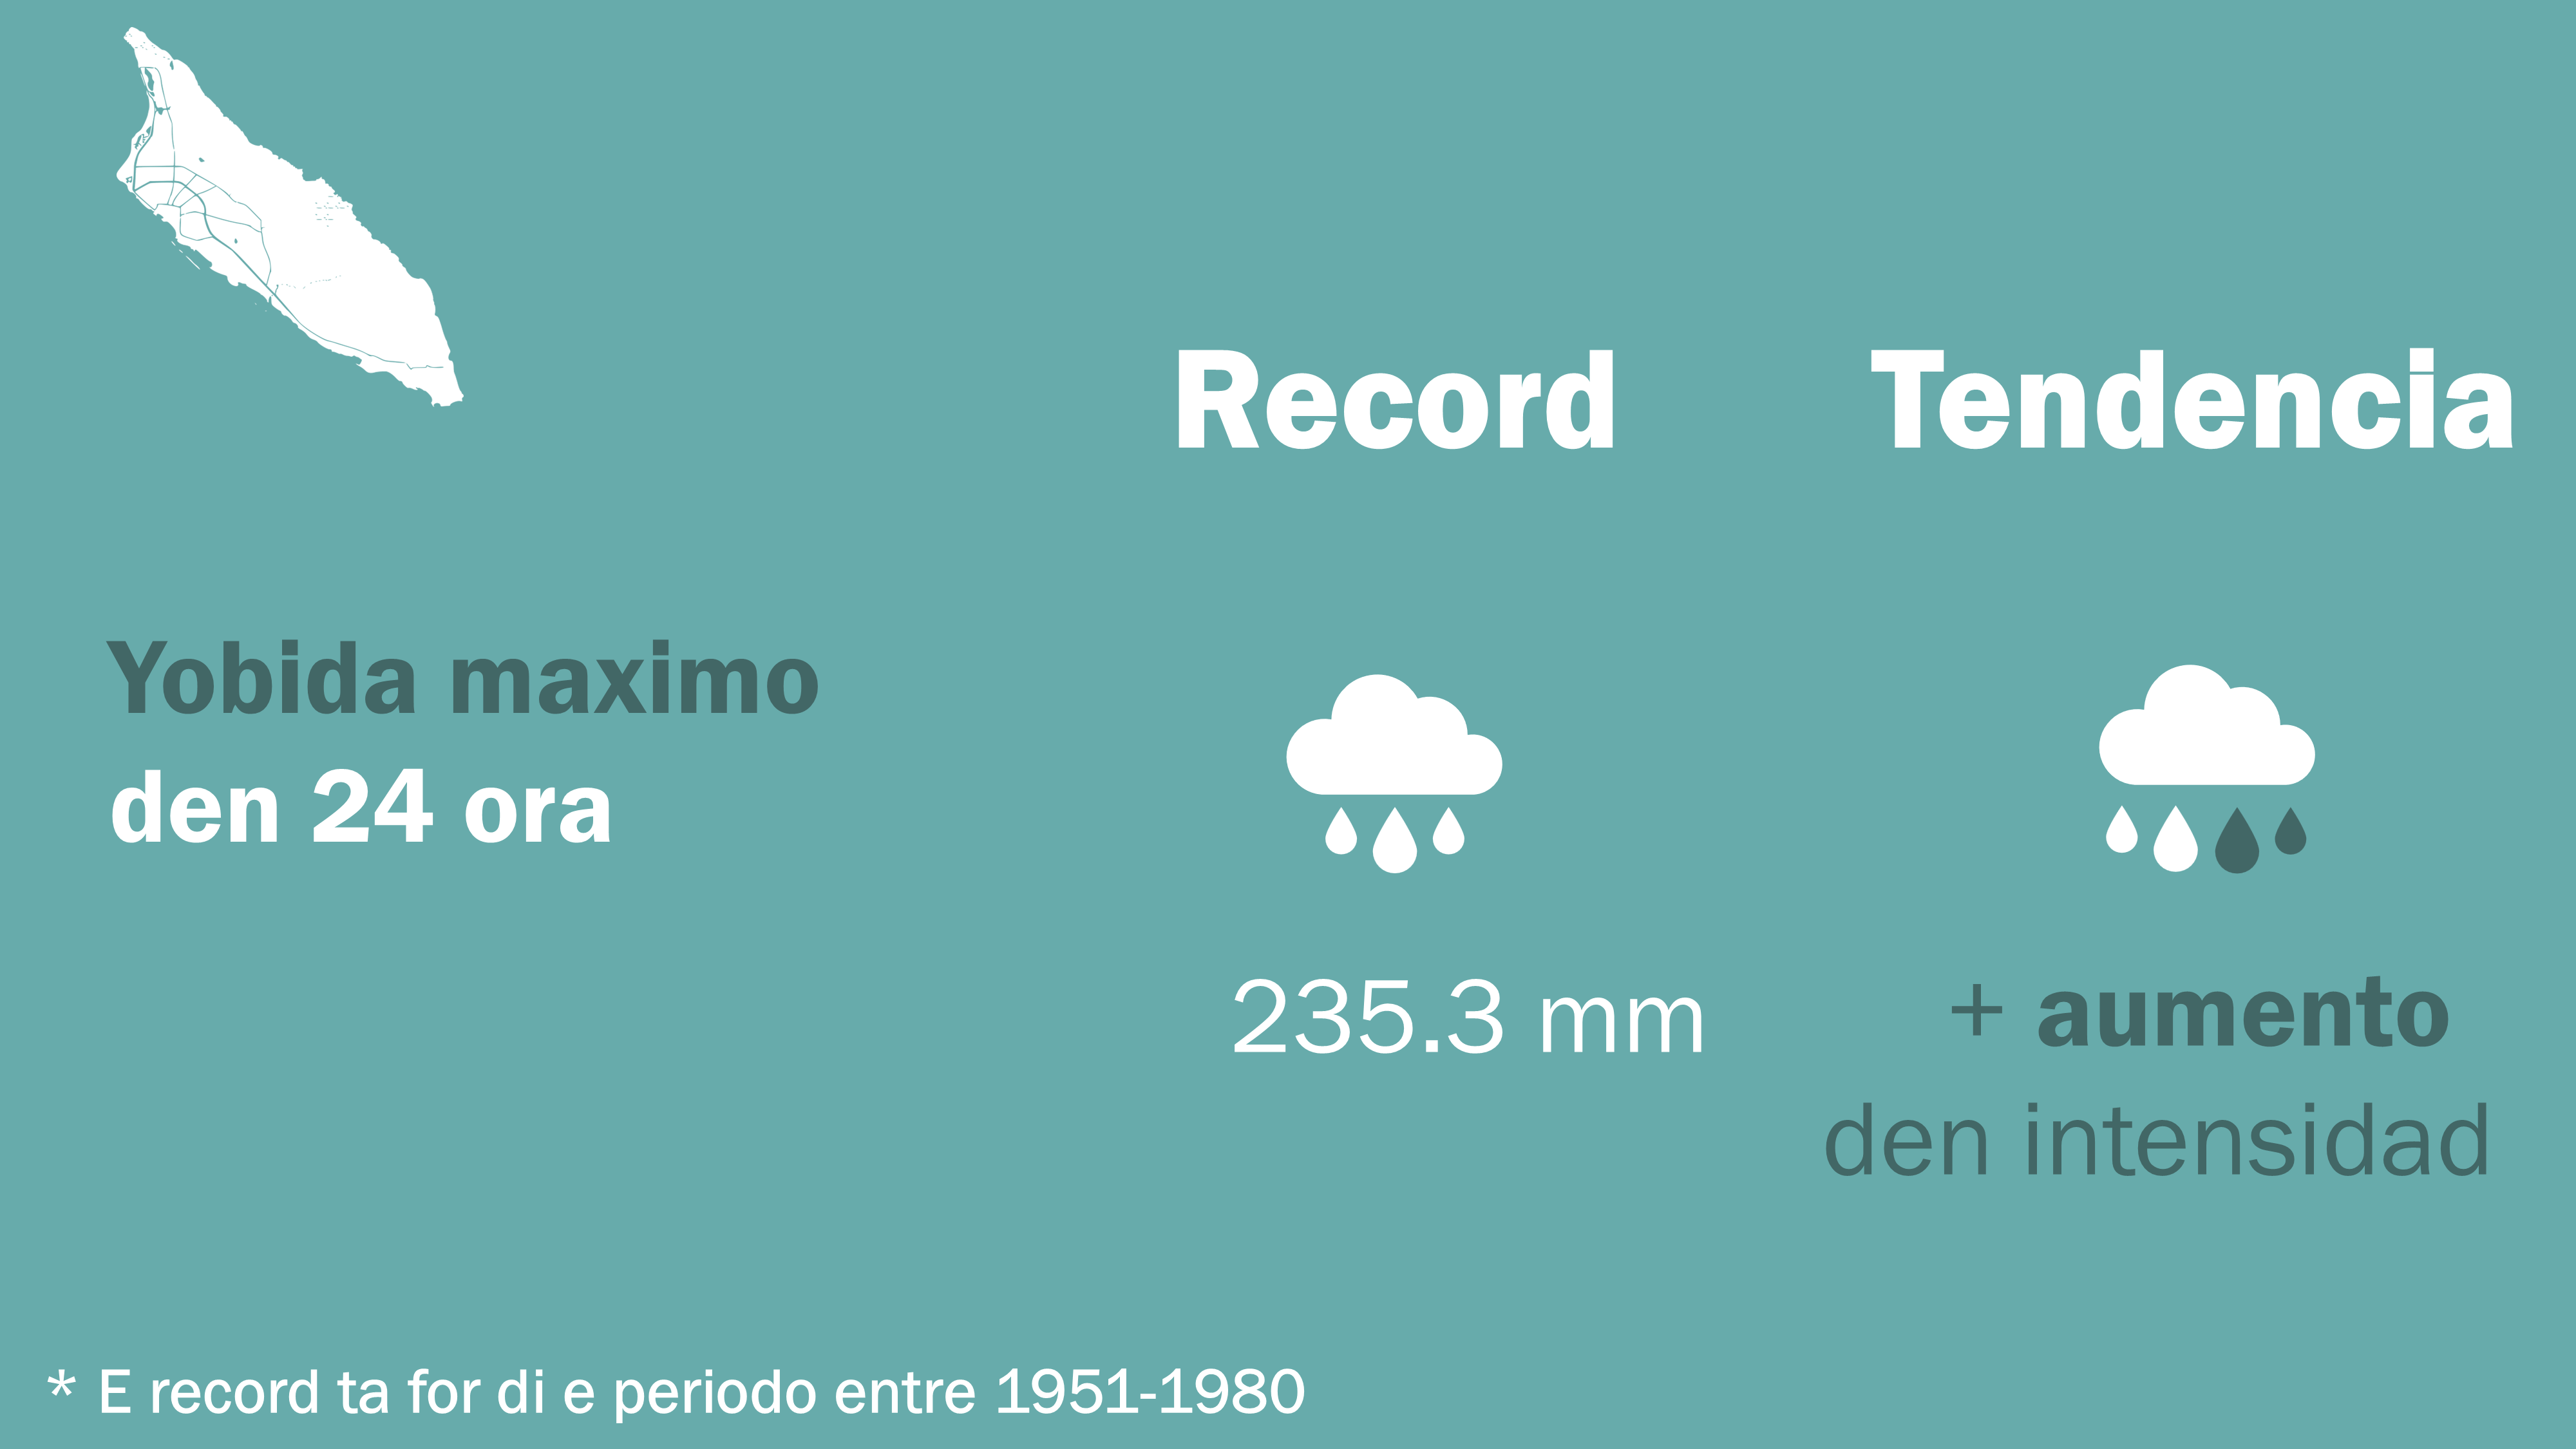 Record
Tendencia
Yobida maximo
den 24 ora
235.3 mm
+ aumento
den intensidad
* E record ta for di e periodo entre 1951-1980